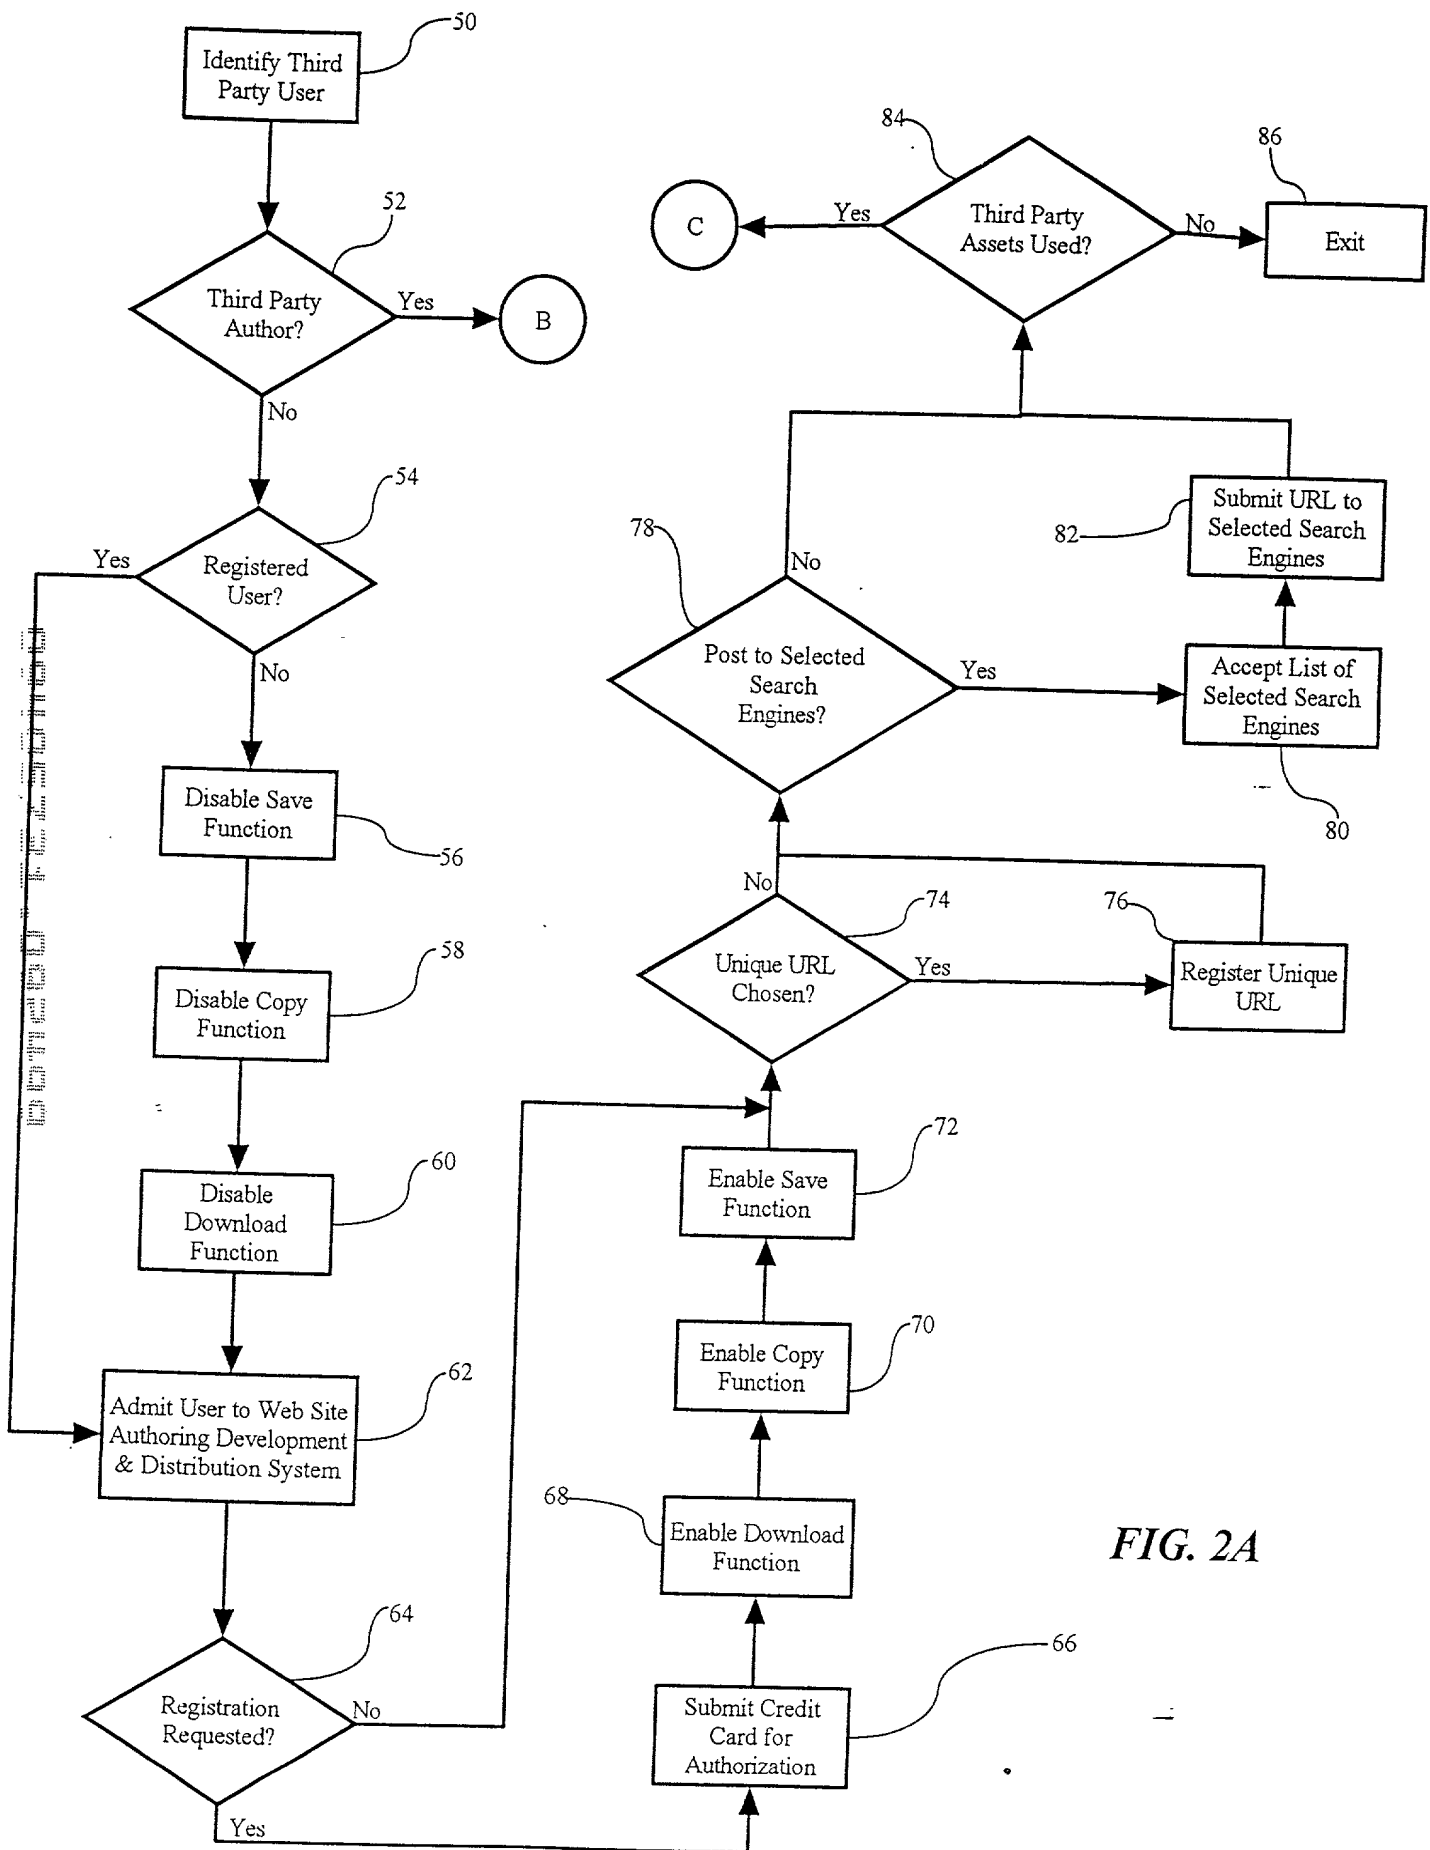 50
Identify Third
Party User
52
Third Party
Author?
Yes
B
No
54
Registered
User?
Yes
No
Disable Save
Function
56
58
Disable Copy
Function
60
Disable
Download
Function
62
Admit User to Web Site
Authoring Development
& Distribution System
64
Registration
Requested?
No
Yes
66
Submit Credit
Card for
Authorization
68
Enable Download
Function
70
Enable Copy
Function
72
Enable Save
Function
74
Unique URL
Chosen?
Yes
76
Register Unique
URL
No
78
Post to Selected
Search
Engines?
Yes
80
Accept List of
Selected Search
Engines
82
Submit URL to
Selected Search
Engines
No
84
Third Party
Assets Used?
Yes
C
No
86
Exit
FIG. 2A